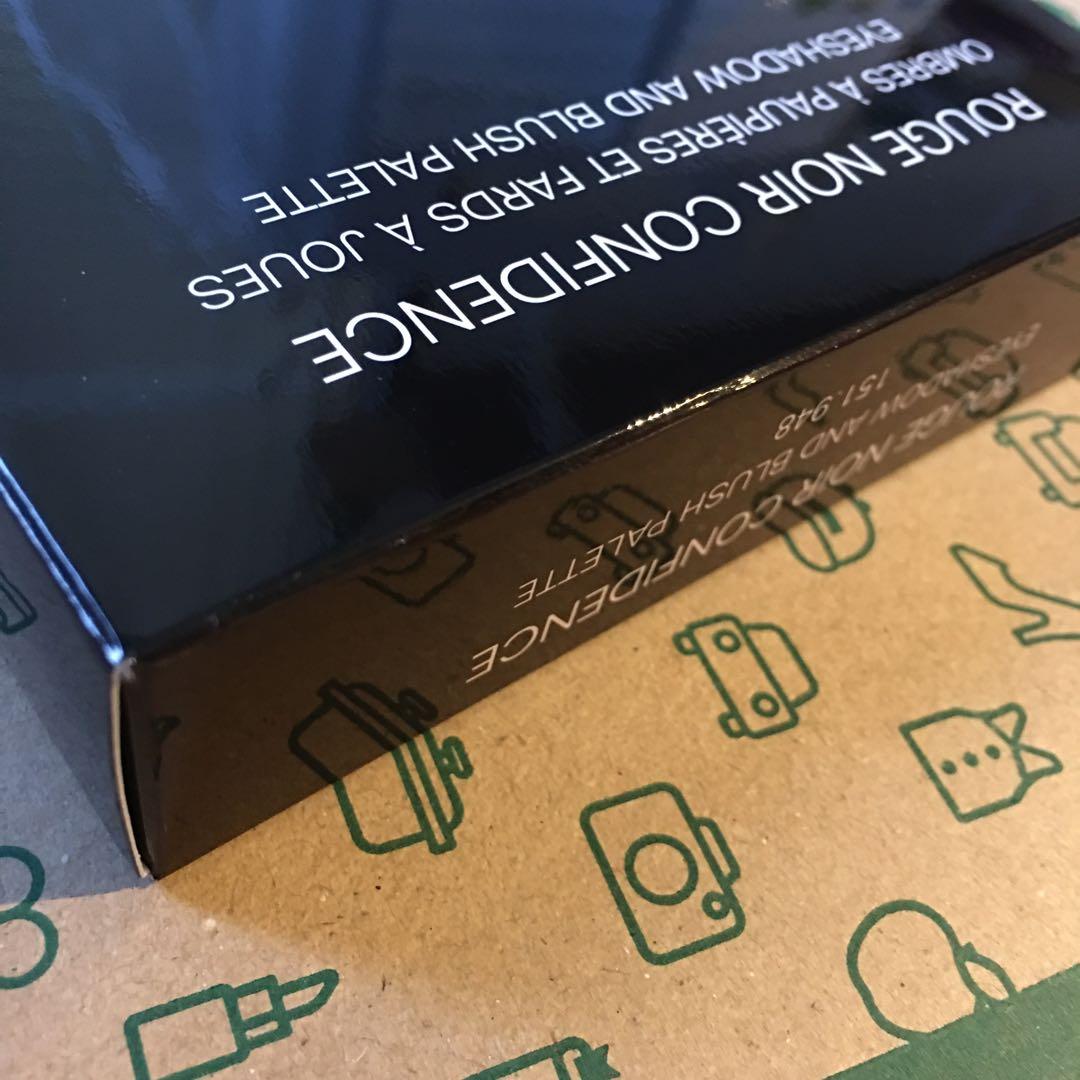 ROUGE NOIR CONFIDENCE
OMBRES À PAUPIÈRES ET FARDS À JOUES
EYESHADOW AND BLUSH PALETTE
ROUGE NOIR CONFIDENCE
EYESHADOW AND BLUSH PALETTE
151.948